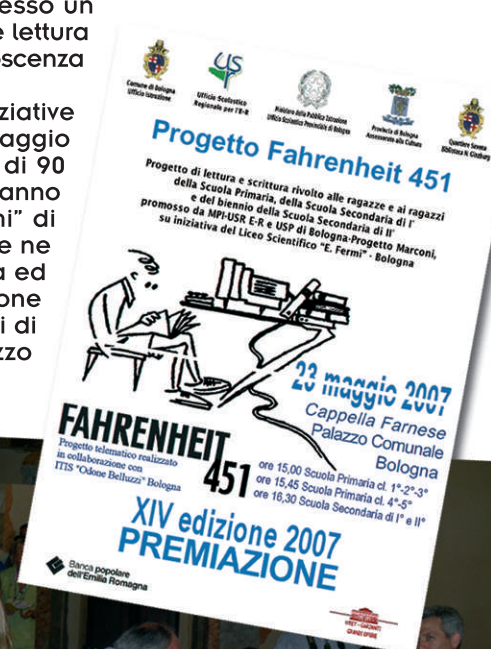 esso un
e lettura
scenza
ziative
aggio
di 90
anno
ni" di
e ne
a ed
one
i di
zzo
Comune di Bologna
Ufficio Istruzione
Ufficio Scolastico
Regionale per l'E-R
Ministero della Pubblica Istruzione
Ufficio Scolastico Provinciale di Bologna
Provincia di Bologna
Assessorato alla Cultura
Quartiere Savena
Biblioteca N. Ginzburg
Progetto Fahrenheit 451
Progetto di lettura e scrittura rivolto alle ragazze e ai ragazzi
della Scuola Primaria, della Scuola Secondaria di I°
e del biennio della Scuola Secondaria di II°
promosso da MPI-USR E-R e USP di Bologna-Progetto Marconi,
su iniziativa del Liceo Scientifico "E. Fermi" - Bologna
23 maggio 2007
Cappella Farnese
Palazzo Comunale
Bologna
FAHRENHEIT
451
Progetto telematico realizzato
in collaborazione con
ITIS "Odone Belluzzi" Bologna
ore 15,00 Scuola Primaria cl. 1°-2°-3°
ore 15,45 Scuola Primaria cl. 4°-5°
ore 16,30 Scuola Secondaria di I° e II°
XIV edizione 2007
PREMIAZIONE
Banca popolare
dell'Emilia Romagna